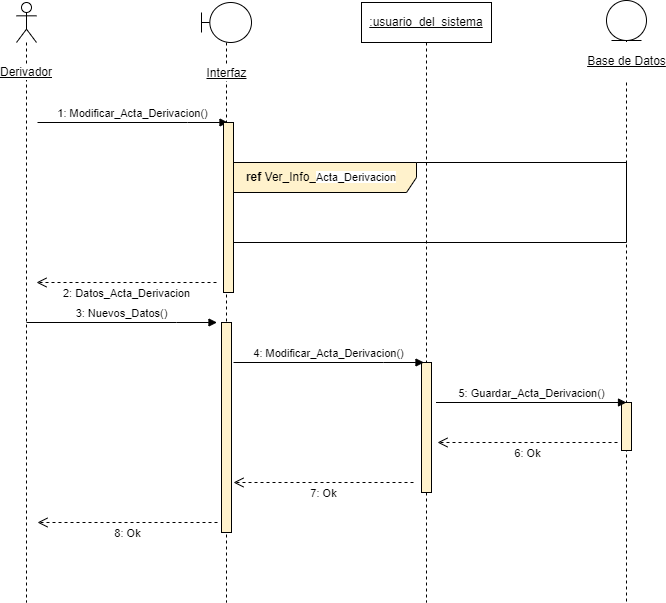 :usuario_del_sistema
Derivador
Interfaz
Base de Datos
1: Modificar_Acta_Derivacion()
ref Ver_Info_Acta_Derivacion
2: Datos_Acta_Derivacion
3: Nuevos_Datos()
4: Modificar_Acta_Derivacion()
5: Guardar_Acta_Derivacion()
6: Ok
7: Ok
8: Ok